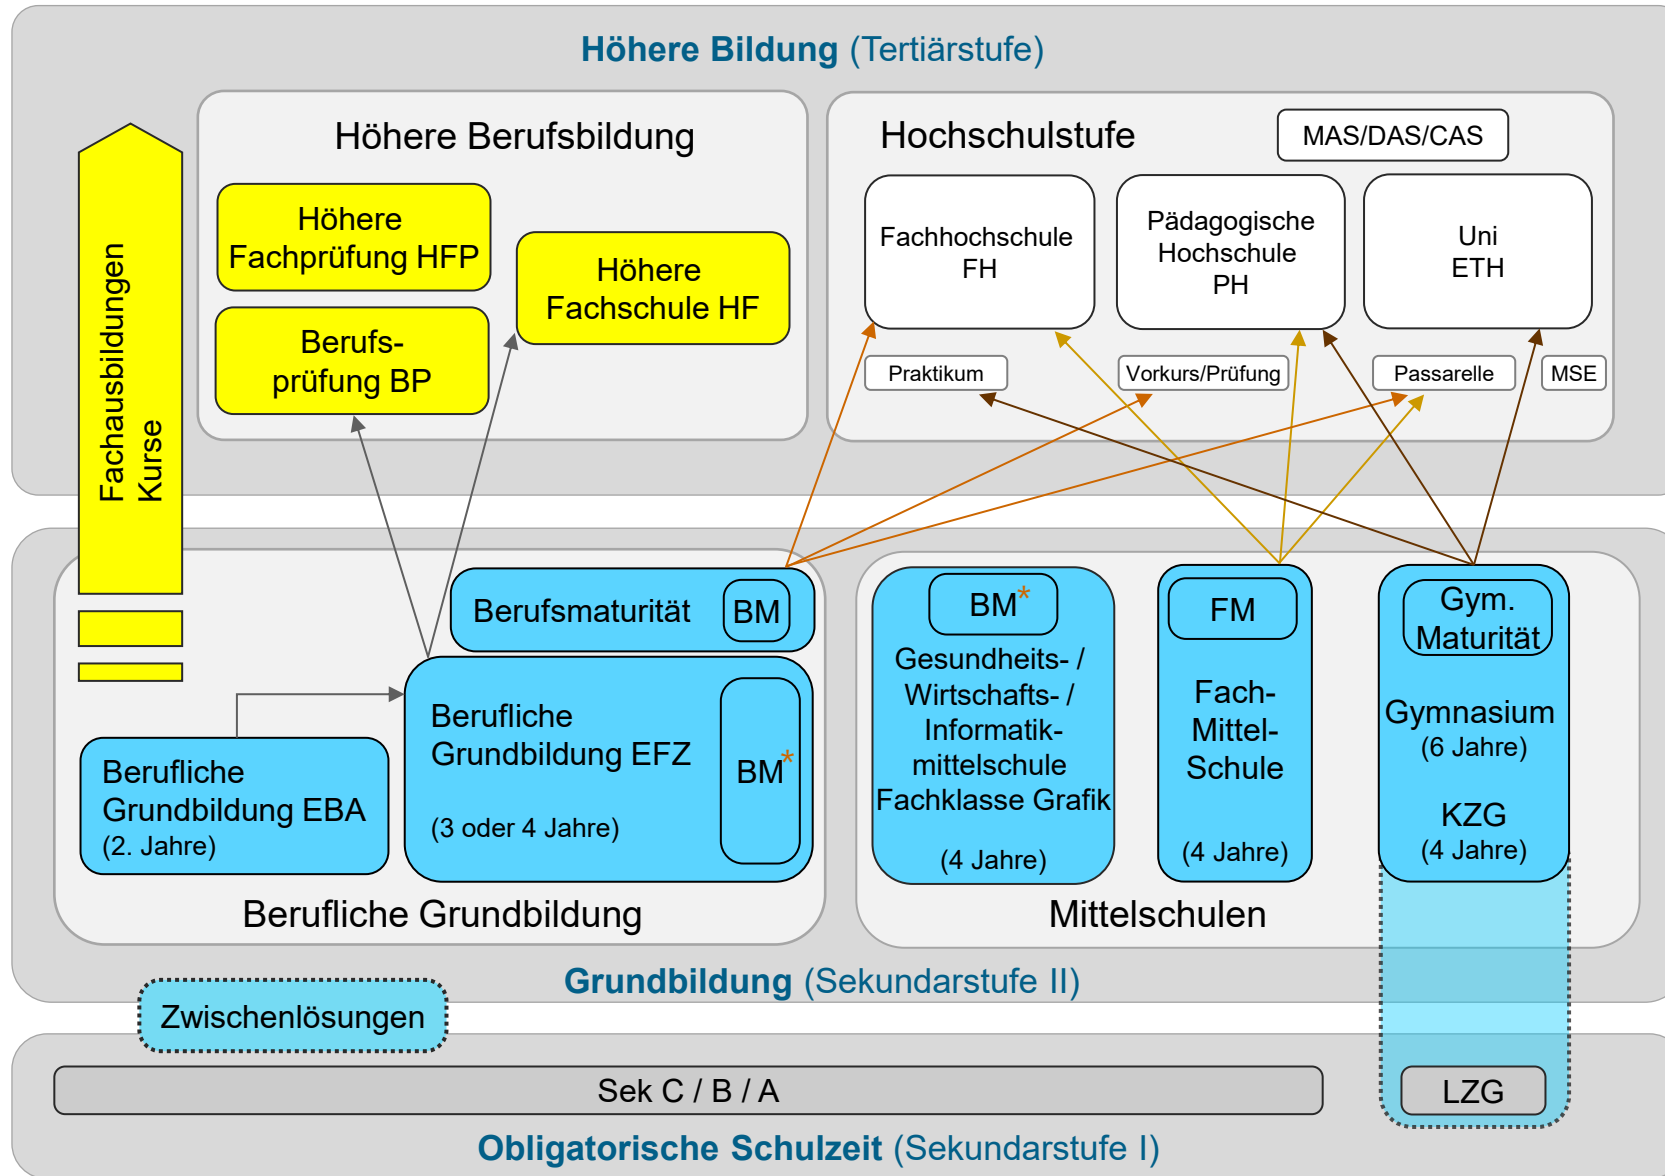 Höhere Bildung (Tertiärstufe)
Höhere Berufsbildung
Hochschulstufe
MAS/DAS/CAS
Fachausbildungen
Kurse
Höhere
Fachprüfung HFP
Höhere
Fachschule HF
Berufs-
prüfung BP
Fachhochschule
FH
Pädagogische
Hochschule
PH
Uni
ETH
Praktikum
Vorkurs/Prüfung
Passarelle
MSE
Berufsmaturität
BM
Berufliche
Grundbildung EFZ
(3 oder 4 Jahre)
BM*
Berufliche
Grundbildung EBA
(2. Jahre)
Berufliche Grundbildung
BM*
Gesundheits- /
Wirtschafts- /
Informatik-
mittelschule
Fachklasse Grafik
(4 Jahre)
FM
Fach-
Mittel-
Schule
(4 Jahre)
Gym.
Maturität
Gymnasium
(6 Jahre)
KZG
(4 Jahre)
Mittelschulen
Grundbildung (Sekundarstufe II)
Zwischenlösungen
Sek C / B / A
LZG
Obligatorische Schulzeit (Sekundarstufe I)